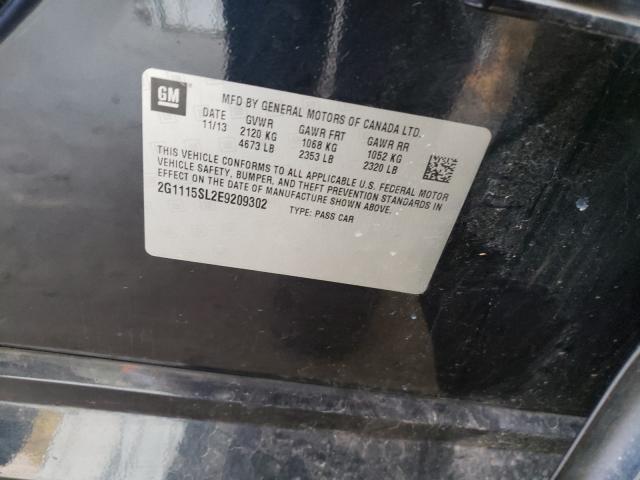 GM
MFD BY GENERAL MOTORS OF CANADA LTD.
DATE GVWR GAWR FRT GAWR RR
11/13 2120 KG 1068 KG 1052 KG
4673 LB 2353 LB 2320 LB
THIS VEHICLE CONFORMS TO ALL APPLICABLE U.S. FEDERAL MOTOR
VEHICLE SAFETY, BUMPER, AND THEFT PREVENTION STANDARDS IN
EFFECT ON THE DATE OF MANUFACTURE SHOWN ABOVE.
2G1115SL2E9209302 TYPE: PASS CAR